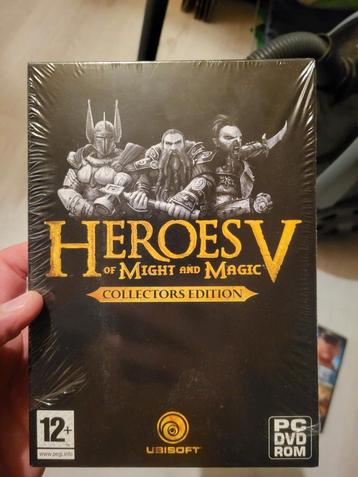 HEROES V
OF MIGHT AND MAGIC
COLLECTORS EDITION
12+
www.pegi.info
UBISOFT
PC
DVD
ROM